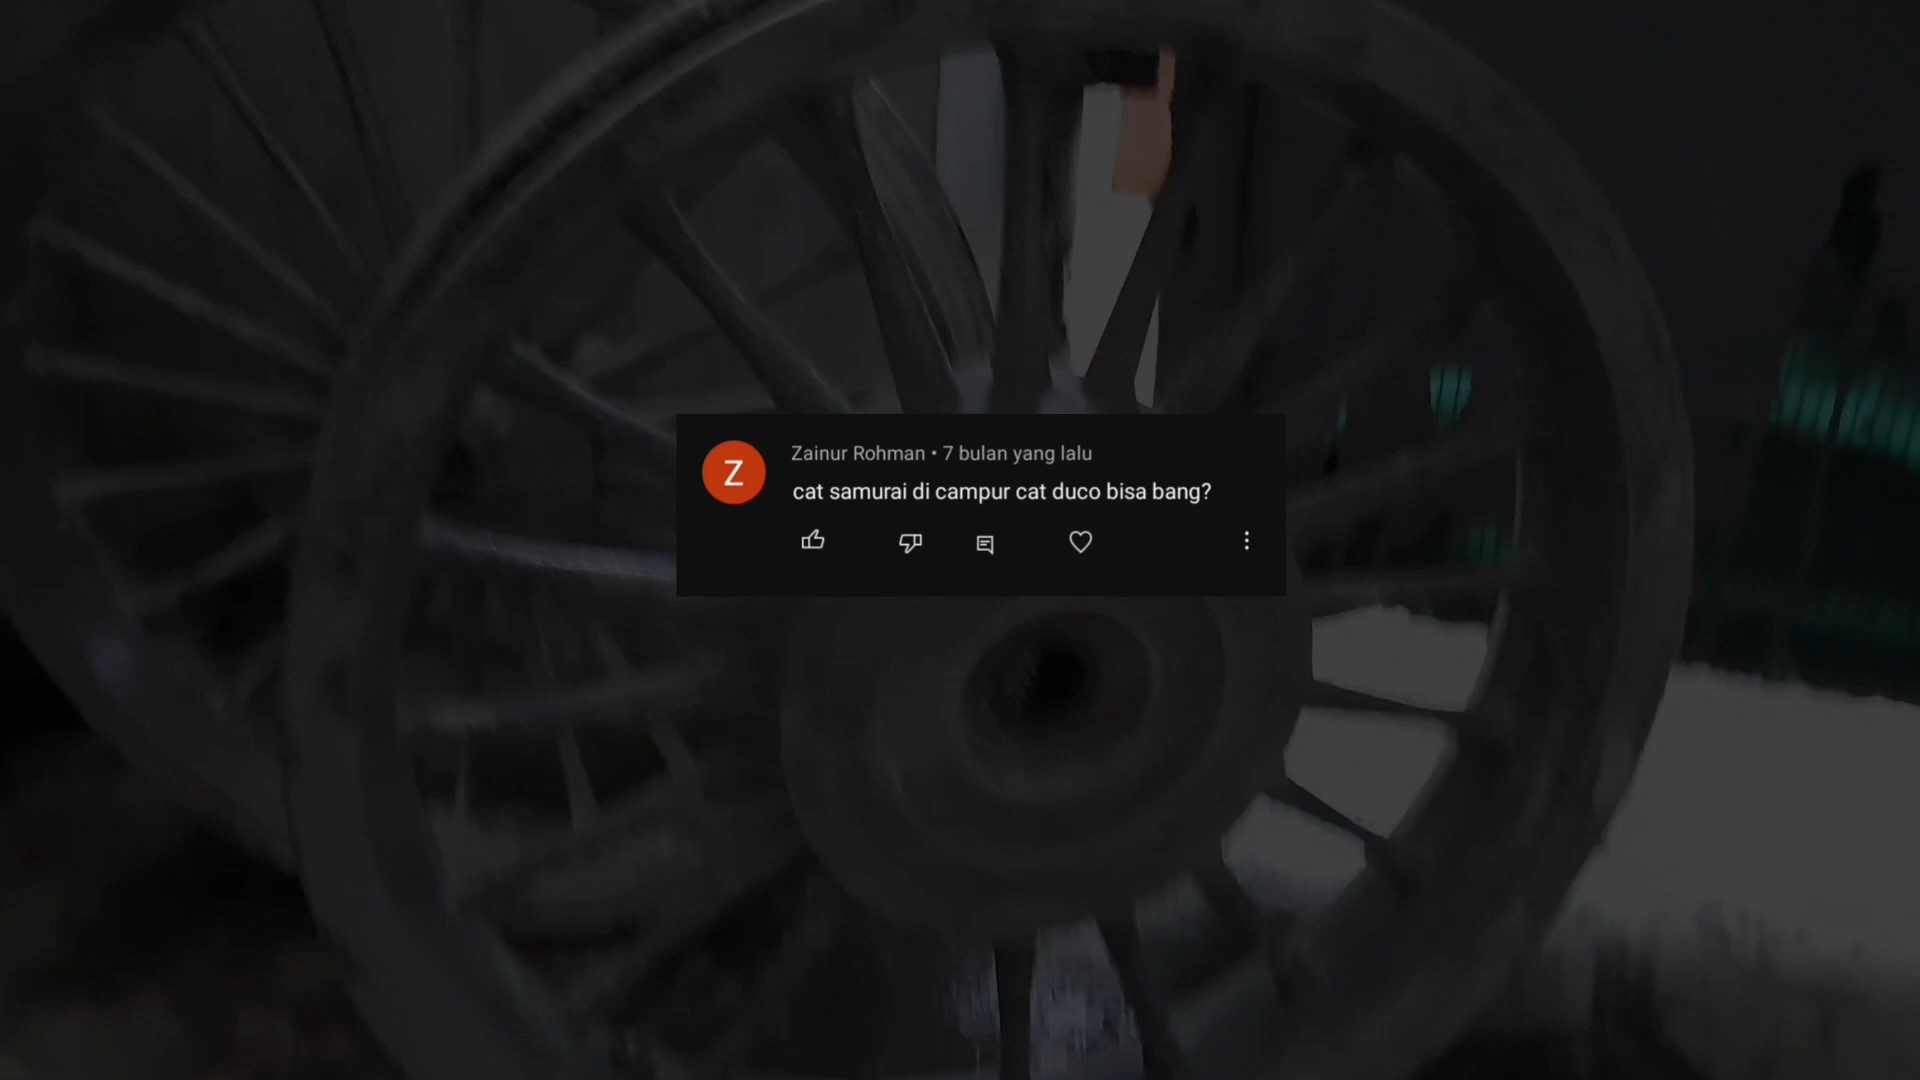 Z
Zainur Rohman • 7 bulan yang lalu
cat samurai di campur cat duco bisa bang?